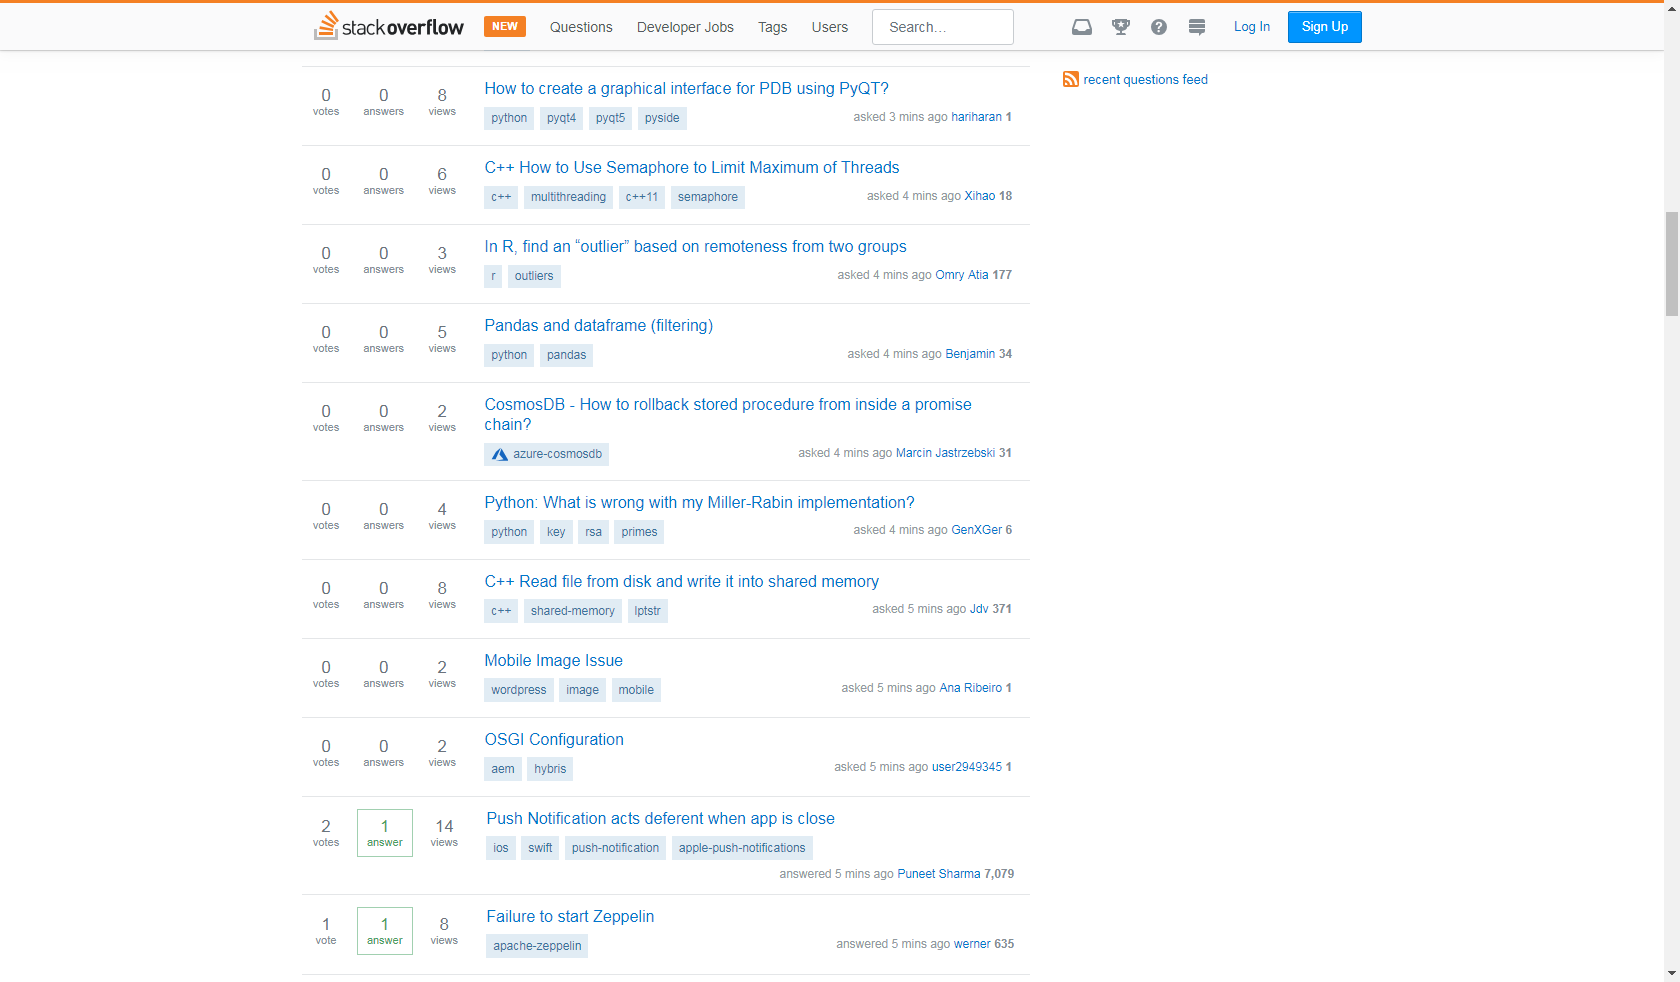 stackoverflow NEW Questions Developer Jobs Tags Users Search... Log In Sign Up
recent questions feed
0 votes 0 answers 8 views
How to create a graphical interface for PDB using PyQT?
python pyqt4 pyqt5 pyside
asked 3 mins ago hariharan 1
0 votes 0 answers 6 views
C++ How to Use Semaphore to Limit Maximum of Threads
c++ multithreading c++11 semaphore
asked 4 mins ago Xihao 18
0 votes 0 answers 3 views
In R, find an “outlier” based on remoteness from two groups
r outliers
asked 4 mins ago Omry Atia 177
0 votes 0 answers 5 views
Pandas and dataframe (filtering)
python pandas
asked 4 mins ago Benjamin 34
0 votes 0 answers 2 views
CosmosDB - How to rollback stored procedure from inside a promise
chain?
azure-cosmosdb
asked 4 mins ago Marcin Jastrzebski 31
0 votes 0 answers 4 views
Python: What is wrong with my Miller-Rabin implementation?
python key rsa primes
asked 4 mins ago GenXGer 6
0 votes 0 answers 8 views
C++ Read file from disk and write it into shared memory
c++ shared-memory lptstr
asked 5 mins ago Jdv 371
0 votes 0 answers 2 views
Mobile Image Issue
wordpress image mobile
asked 5 mins ago Ana Ribeiro 1
0 votes 0 answers 2 views
OSGI Configuration
aem hybris
asked 5 mins ago user2949345 1
2 votes 1 answer 14 views
Push Notification acts deferent when app is close
ios swift push-notification apple-push-notifications
answered 5 mins ago Puneet Sharma 7,079
1 vote 1 answer 8 views
Failure to start Zeppelin
apache-zeppelin
answered 5 mins ago werner 635